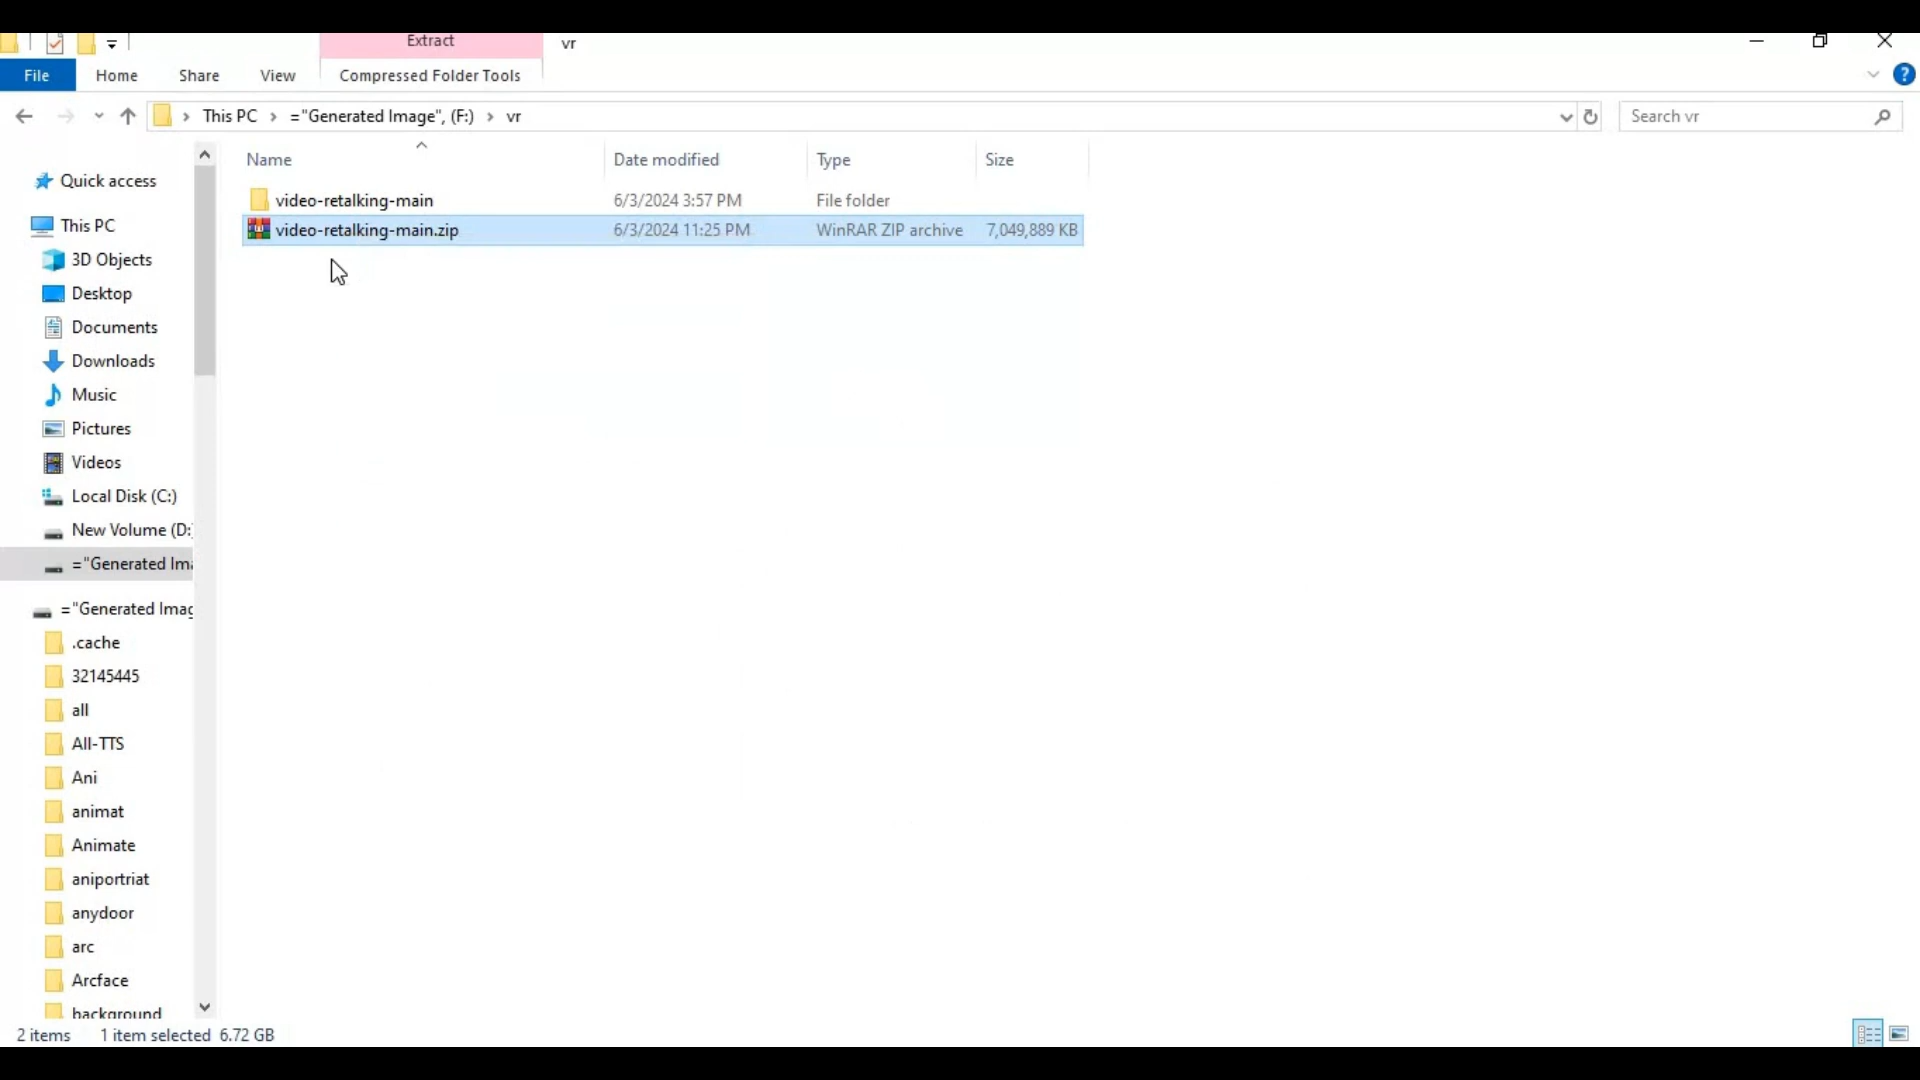 Extract
vr
File
Home
Share
View
Compressed Folder Tools
?
This PC
="Generated Image", (F:)
vr
Search vr
Name
Date modified
Type
Size
video-retalking-main
6/3/2024 3:57 PM
File folder
video-retalking-main.zip
6/3/2024 11:25 PM
WinRAR ZIP archive
7,049,889 KB
Quick access
This PC
3D Objects
Desktop
Documents
Downloads
Music
Pictures
Videos
Local Disk (C:)
New Volume (D:
="Generated Ima
="Generated Imag
.cache
32145445
all
All-TTS
Ani
animat
Animate
aniportriat
anydoor
arc
Arcface
background
2 items
1 item selected
6.72 GB